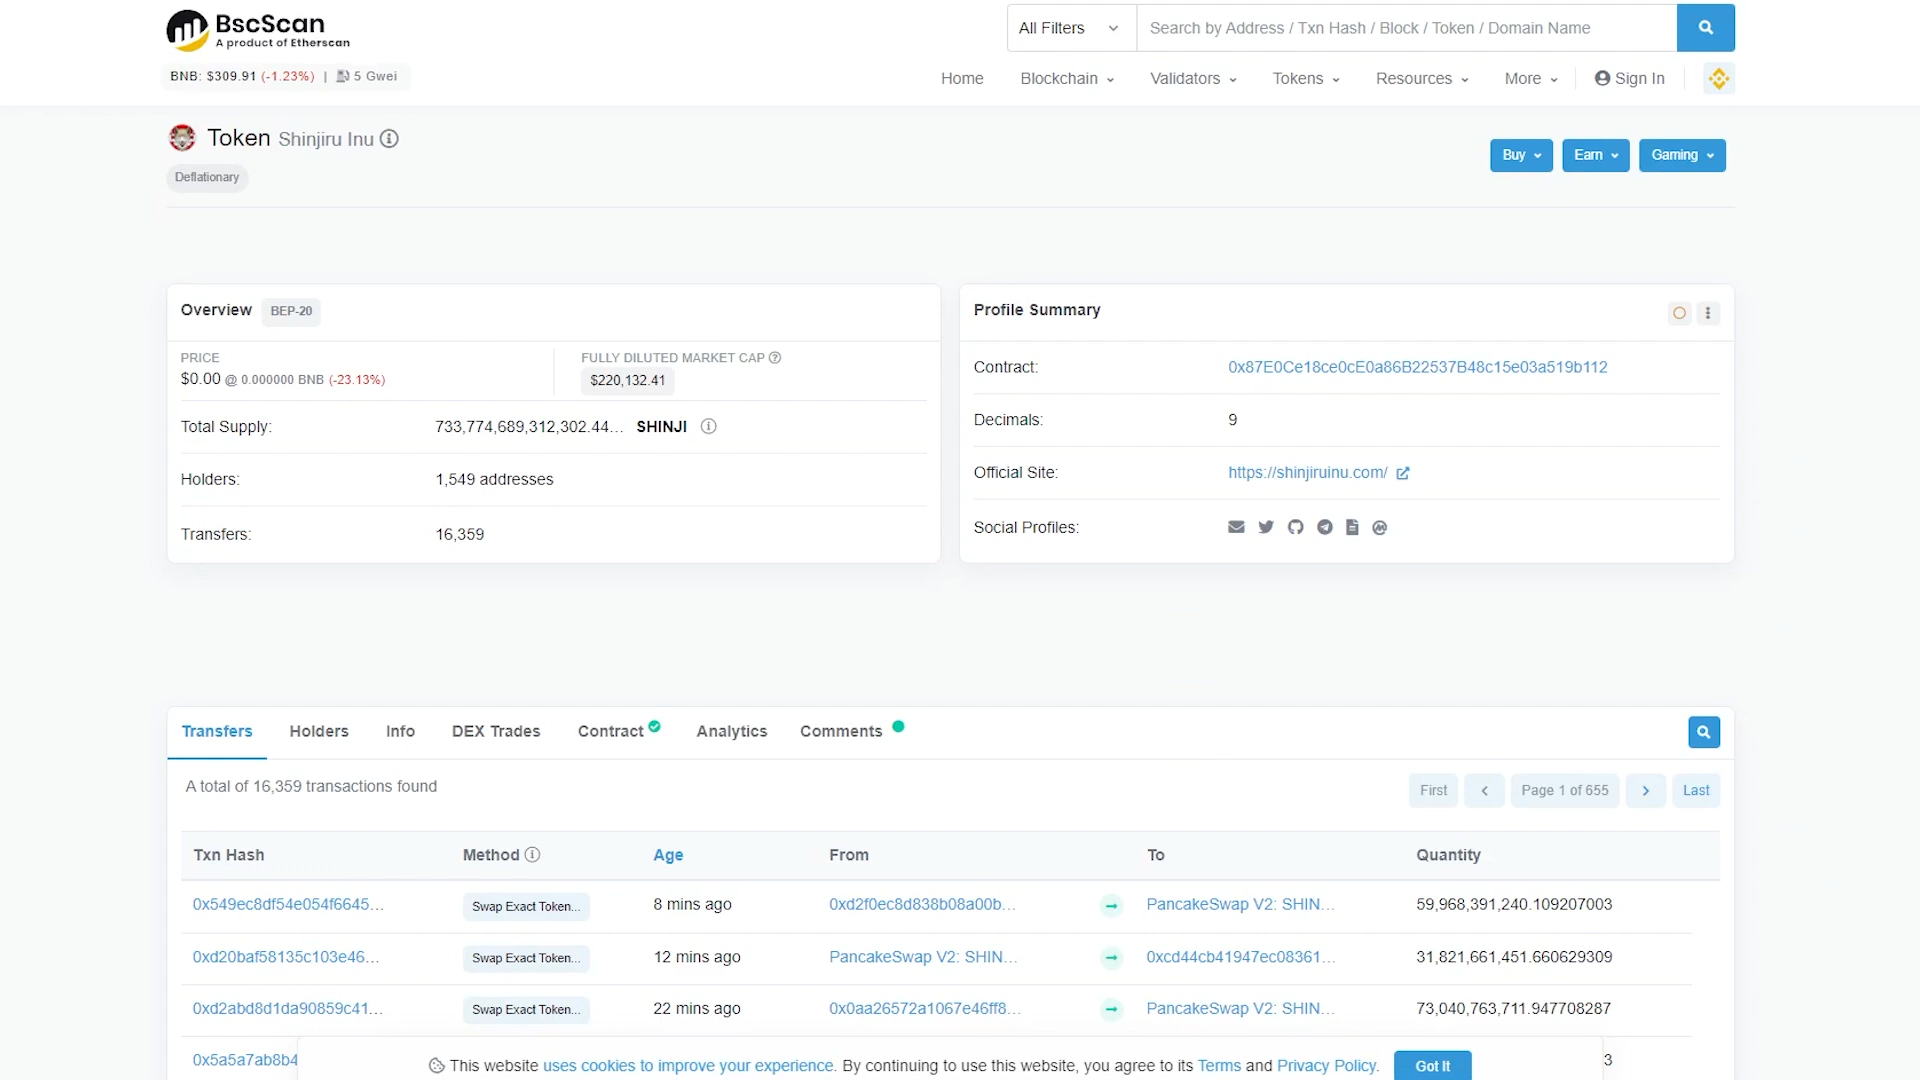 BscScan
A product of Etherscan
All Filters
Search by Address / Txn Hash / Block / Token / Domain Name
BNB: $309.91 (-1.23%) | 5 Gwei
Home Blockchain Validators Tokens Resources More Sign In
Token Shinjiru Inu
Deflationary
Buy Earn Gaming
Overview BEP-20
PRICE
$0.00 @ 0.000000 BNB (-23.13%)
FULLY DILUTED MARKET CAP
$220,132.41
Total Supply: 733,774,689,312,302.44... SHINJI
Holders: 1,549 addresses
Transfers: 16,359
Profile Summary
Contract: 0x87E0Ce18ce0cE0a86B22537B48c15e03a519b112
Decimals: 9
Official Site: https://shinjiruinu.com/
Social Profiles:
Transfers Holders Info DEX Trades Contract Analytics Comments
A total of 16,359 transactions found
First Page 1 of 655 Last
Txn Hash Method Age From To Quantity
0x549ec8df54e054f6645... Swap Exact Token... 8 mins ago 0xd2f0ec8d838b08a00b... PancakeSwap V2: SHIN... 59,968,391,240.109207003
0xd20baf58135c103e46... Swap Exact Token... 12 mins ago PancakeSwap V2: SHIN... 0xcd44cb41947ec08361... 31,821,661,451.660629309
0xd2abd8d1da90859c41... Swap Exact Token... 22 mins ago 0x0aa26572a1067e46ff8... PancakeSwap V2: SHIN... 73,040,763,711.947708287
0x5a5a7ab8b4 3
This website uses cookies to improve your experience. By continuing to use this website, you agree to its Terms and Privacy Policy. Got It